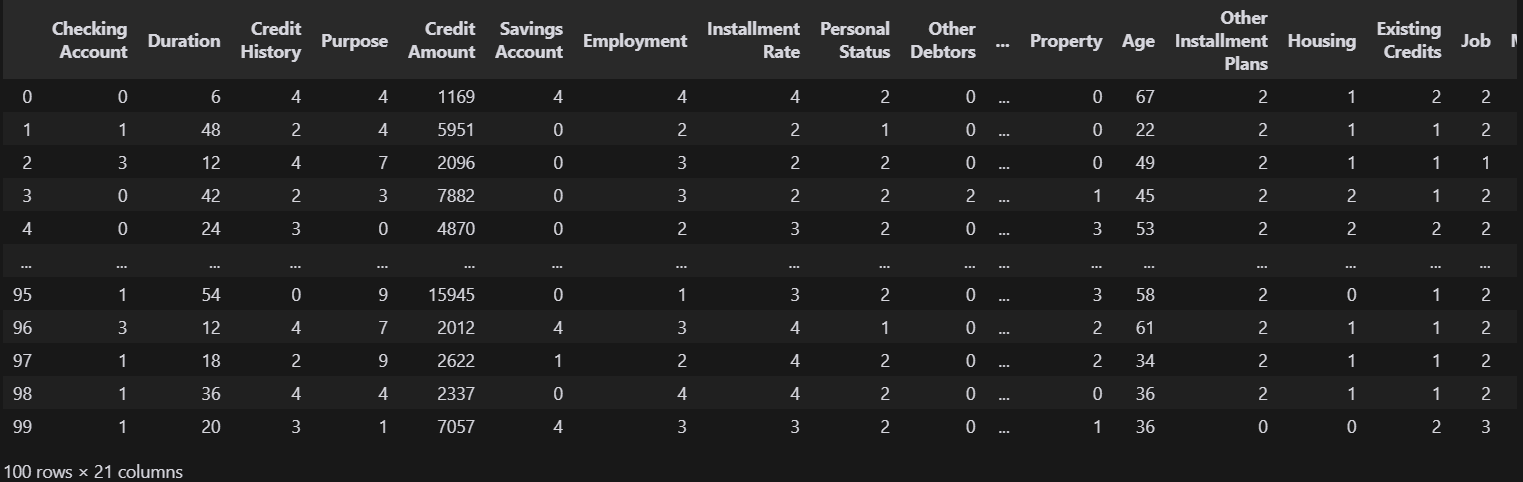 Checking Account Duration Credit History Purpose Credit Amount Savings Account Employment Installment Rate Personal Status Other Debtors ... Property Age Other Installment Plans Housing Existing Credits Job
0 0 6 4 4 1169 4 4 4 2 0 ... 0 67 2 1 2 2
1 1 48 2 4 5951 0 2 2 1 0 ... 0 22 2 1 1 2
2 3 12 4 7 2096 0 3 2 2 0 ... 0 49 2 1 1 1
3 0 42 2 3 7882 0 3 2 2 2 ... 1 45 2 2 1 2
4 0 24 3 0 4870 0 2 3 2 0 ... 3 53 2 2 2 2
... ... ... ... ... ... ... ... ... ... ... ... ... ... ... ... ... ...
95 1 54 0 9 15945 0 1 3 2 0 ... 3 58 2 0 1 2
96 3 12 4 7 2012 4 3 4 1 0 ... 2 61 2 1 1 2
97 1 18 2 9 2622 1 2 4 2 0 ... 2 34 2 1 1 2
98 1 36 4 4 2337 0 4 4 2 0 ... 0 36 2 1 1 2
99 1 20 3 1 7057 4 3 3 2 0 ... 1 36 0 0 2 3
100 rows × 21 columns